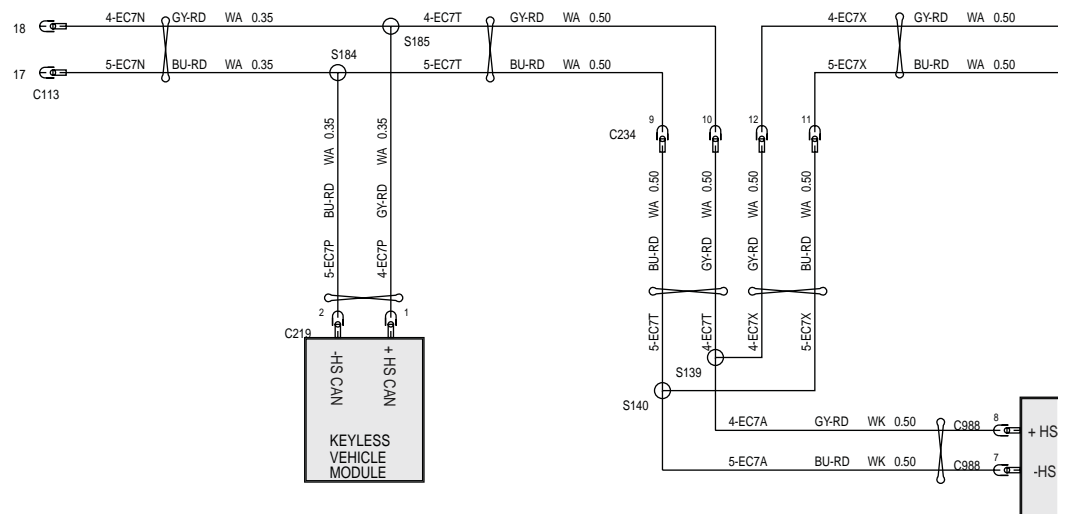 18 4-EC7N GY-RD WA 0.35 4-EC7T GY-RD WA 0.50 4-EC7X GY-RD WA 0.50
S185
S184
17 5-EC7N BU-RD WA 0.35 5-EC7T BU-RD WA 0.50 5-EC7X BU-RD WA 0.50
C113
9 10 12 11
C234
5-EC7P BU-RD WA 0.35
4-EC7P GY-RD WA 0.35
5-EC7T BU-RD WA 0.50
4-EC7T GY-RD WA 0.50
4-EC7X GY-RD WA 0.50
5-EC7X BU-RD WA 0.50
2 1
C219
-HS CAN
+ HS CAN
KEYLESS
VEHICLE
MODULE
S139
S140
4-EC7A GY-RD WK 0.50 C988 8 + HS
5-EC7A BU-RD WK 0.50 C988 7 -HS